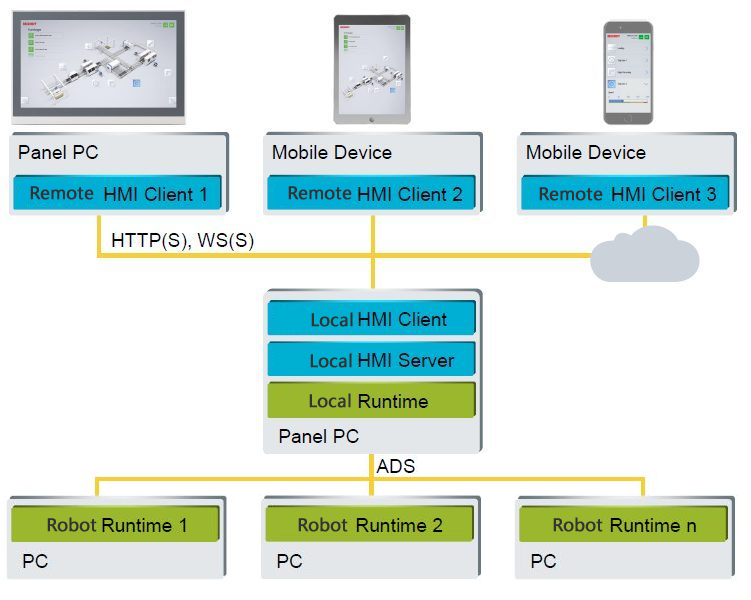 Panel PC
Remote HMI Client 1
Mobile Device
Remote HMI Client 2
Mobile Device
Remote HMI Client 3
HTTP(S), WS(S)
Local HMI Client
Local HMI Server
Local Runtime
Panel PC
ADS
Robot Runtime 1
PC
Robot Runtime 2
PC
Robot Runtime n
PC